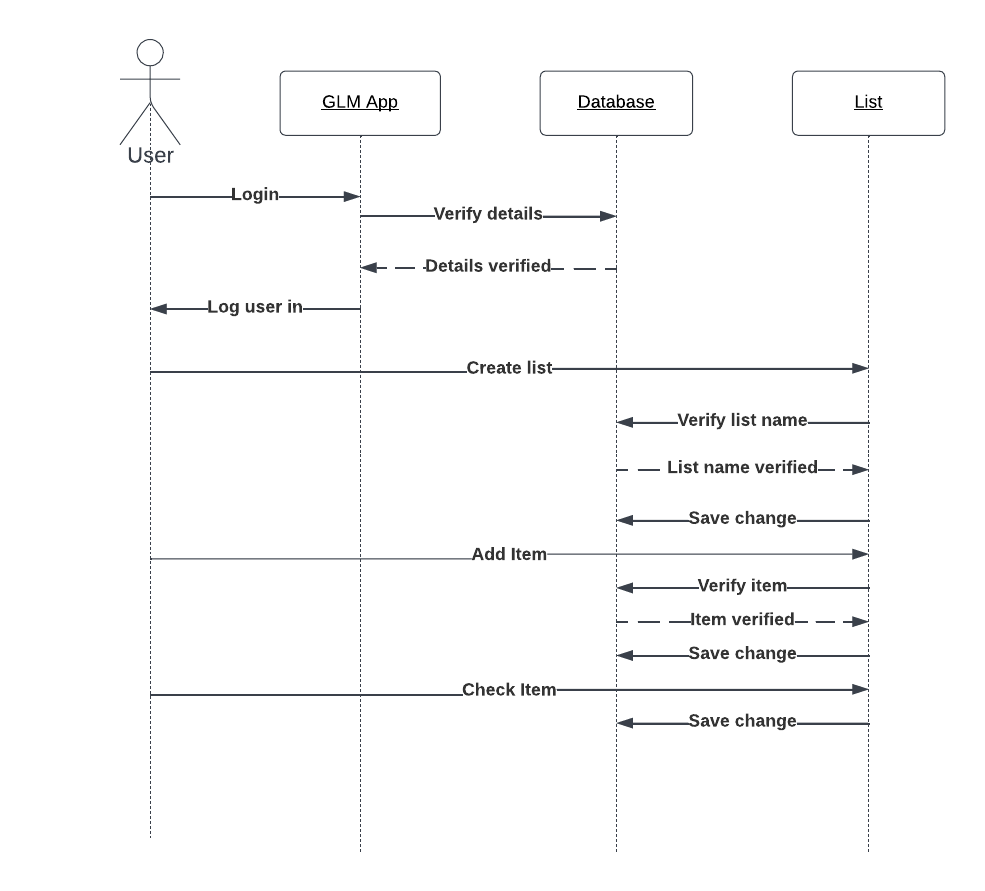 User
GLM App
Database
List
Login
Verify details
Details verified
Log user in
Create list
Verify list name
List name verified
Save change
Add Item
Verify item
Item verified
Save change
Check Item
Save change